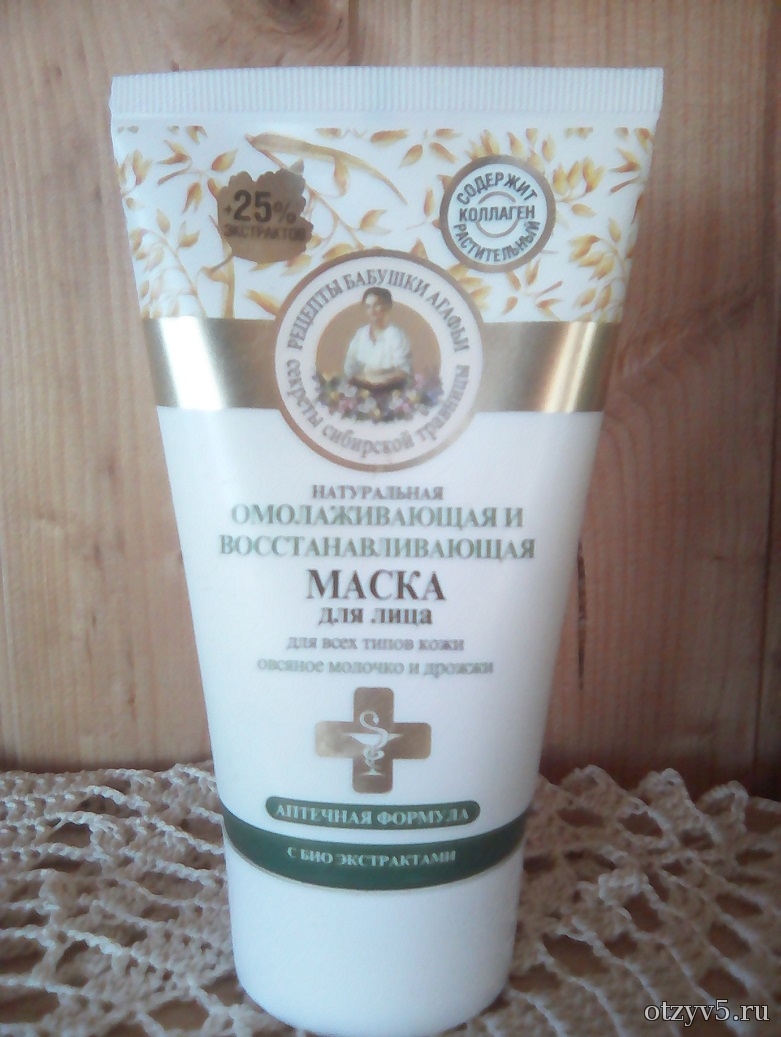 +25%
ЭКСТРАКТОВ
СОДЕРЖИТ
КОЛЛАГЕН
РАСТИТЕЛЬНЫЙ
РЕЦЕПТЫ БАБУШКИ АГАФЬИ
секреты сибирской травницы
НАТУРАЛЬНАЯ
ОМОЛАЖИВАЮЩАЯ И
ВОССТАНАВЛИВАЮЩАЯ
МАСКА
для лица
для всех типов кожи
овсяное молочко и дрожжи
АПТЕЧНАЯ ФОРМУЛА
С БИО ЭКСТРАКТАМИ
otzyv5.ru